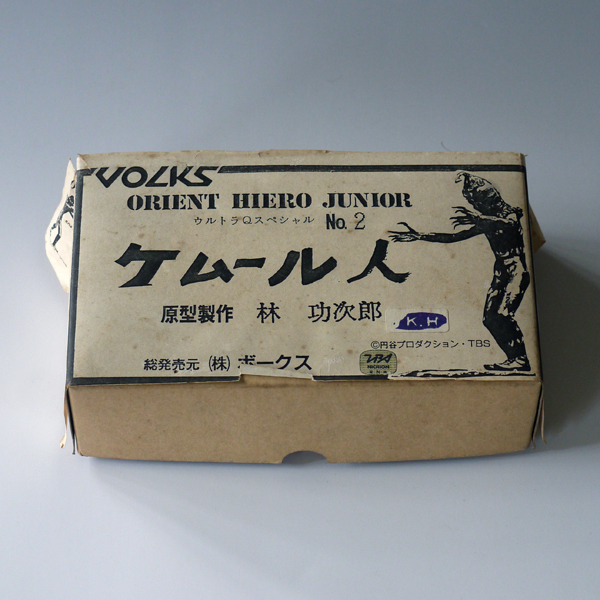 VOLKS
ORIENT HIERO JUNIOR
ウルトラQスペシャル No. 2
ケムール人
原型製作 林 功次郎
K.H
©円谷プロダクション・TBS
総発売元 (株) ボークス